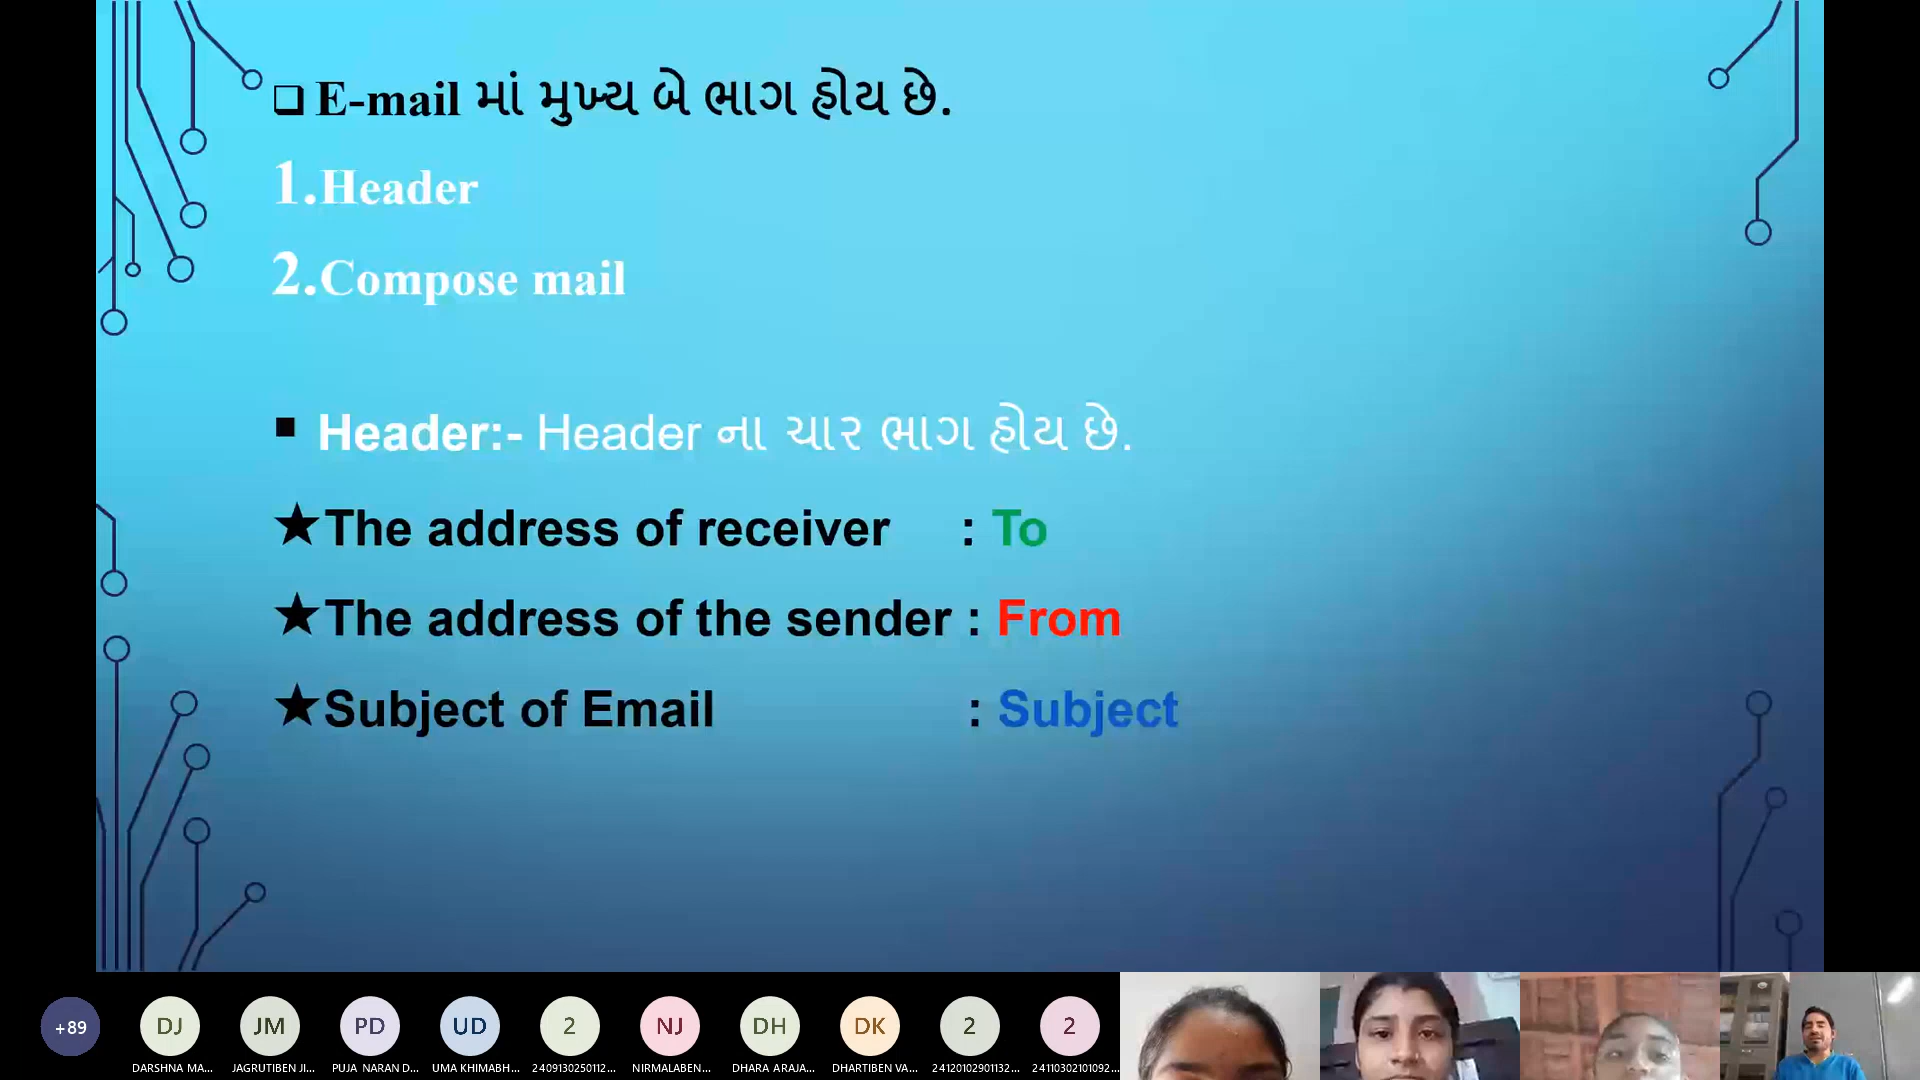 ❑ E-mail માં મુખ્ય બે ભાગ હોય છે.
1.Header
2.Compose mail
▪ Header:- Header ના ચાર ભાગ હોય છે.
★The address of receiver : To
★The address of the sender : From
★Subject of Email : Subject
+89 DJ JM PD UD 2 NJ DH DK 2 2
DARSHNA MA... JAGRUTIBEN JI... PUJA NARAN D... UMA KHIMABH... 2409130250112... NIRMALABEN... DHARA ARAJA... DHARTIBEN VA... 24120102901132... 24110302101092...